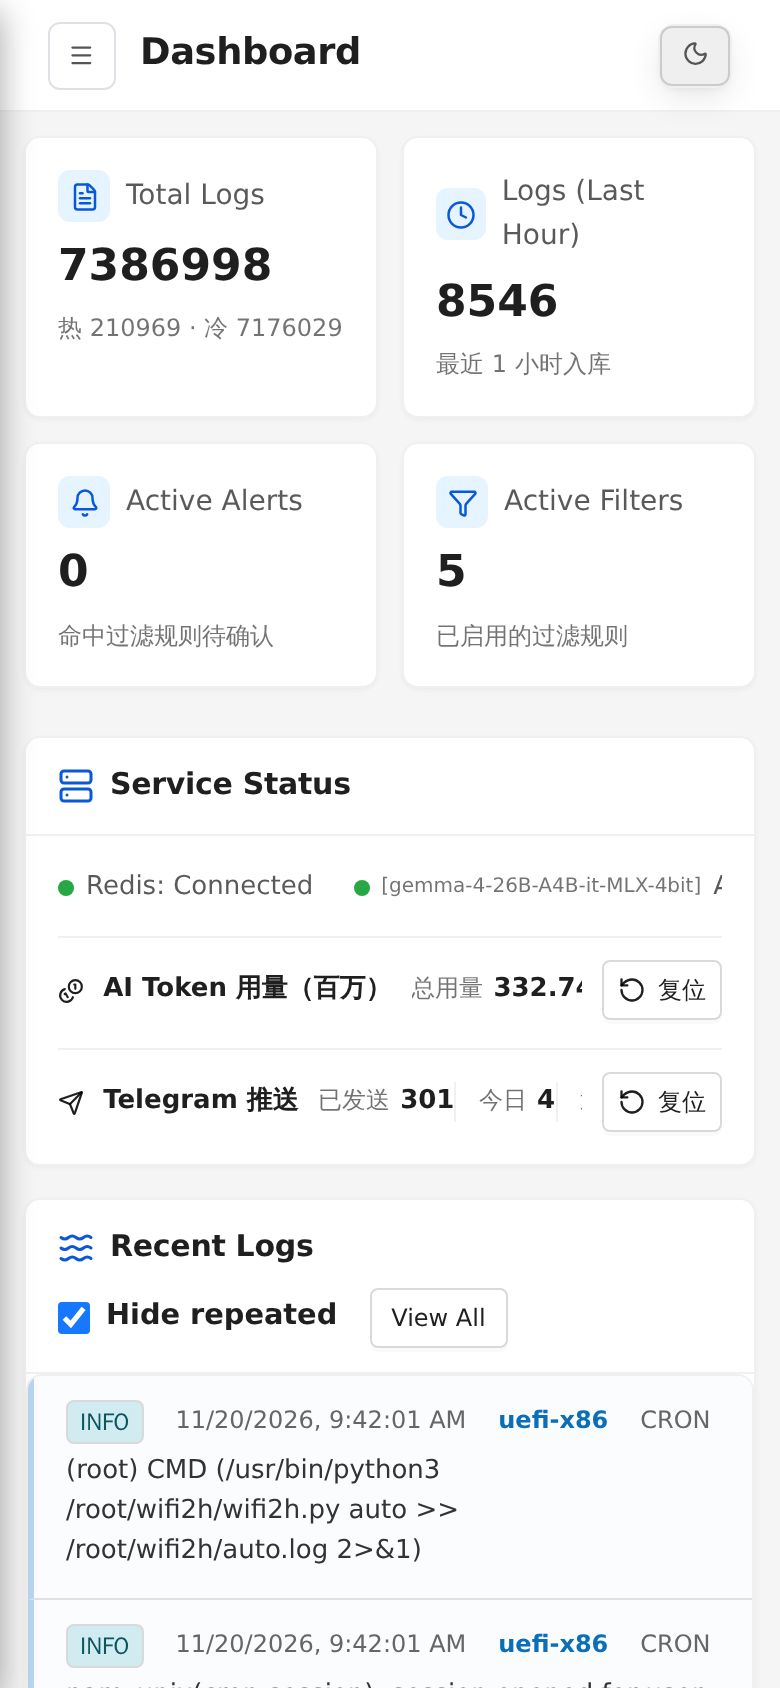 Dashboard
Total Logs
7386998
热 210969 · 冷 7176029
Logs (Last
Hour)
8546
最近 1 小时入库
Active Alerts
0
命中过滤规则待确认
Active Filters
5
已启用的过滤规则
Service Status
Redis: Connected [gemma-4-26B-A4B-it-MLX-4bit]
AI Token 用量（百万） 总用量 332.74 复位
Telegram 推送 已发送 301 今日 4 复位
Recent Logs
Hide repeated View All
INFO 11/20/2026, 9:42:01 AM uefi-x86 CRON
(root) CMD (/usr/bin/python3
/root/wifi2h/wifi2h.py auto >>
/root/wifi2h/auto.log 2>&1)
INFO 11/20/2026, 9:42:01 AM uefi-x86 CRON